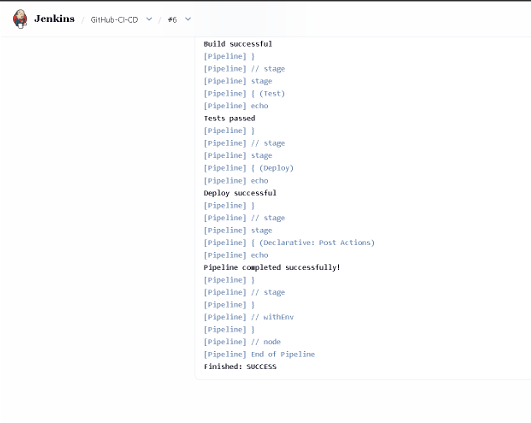 Jenkins / GitHub-CI-CD / #6
Build successful
[Pipeline] }
[Pipeline] // stage
[Pipeline] stage
[Pipeline] { (Test)
[Pipeline] echo
Tests passed
[Pipeline] }
[Pipeline] // stage
[Pipeline] stage
[Pipeline] { (Deploy)
[Pipeline] echo
Deploy successful
[Pipeline] }
[Pipeline] // stage
[Pipeline] stage
[Pipeline] { (Declarative: Post Actions)
[Pipeline] echo
Pipeline completed successfully!
[Pipeline] }
[Pipeline] // stage
[Pipeline] }
[Pipeline] // withEnv
[Pipeline] }
[Pipeline] // node
[Pipeline] End of Pipeline
Finished: SUCCESS